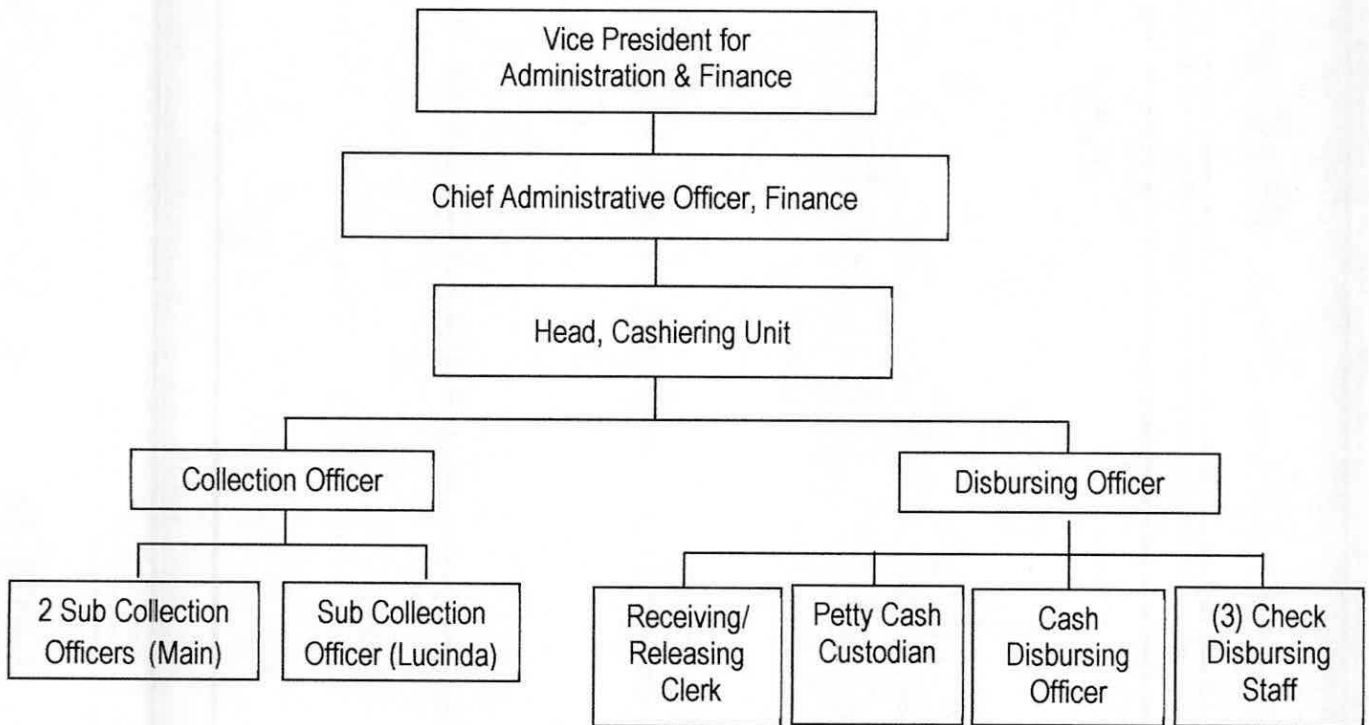 Vice President for
Administration & Finance
Chief Administrative Officer, Finance
Head, Cashiering Unit
Collection Officer
Disbursing Officer
2 Sub Collection
Officers (Main)
Sub Collection
Officer (Lucinda)
Receiving/
Releasing
Clerk
Petty Cash
Custodian
Cash
Disbursing
Officer
(3) Check
Disbursing
Staff